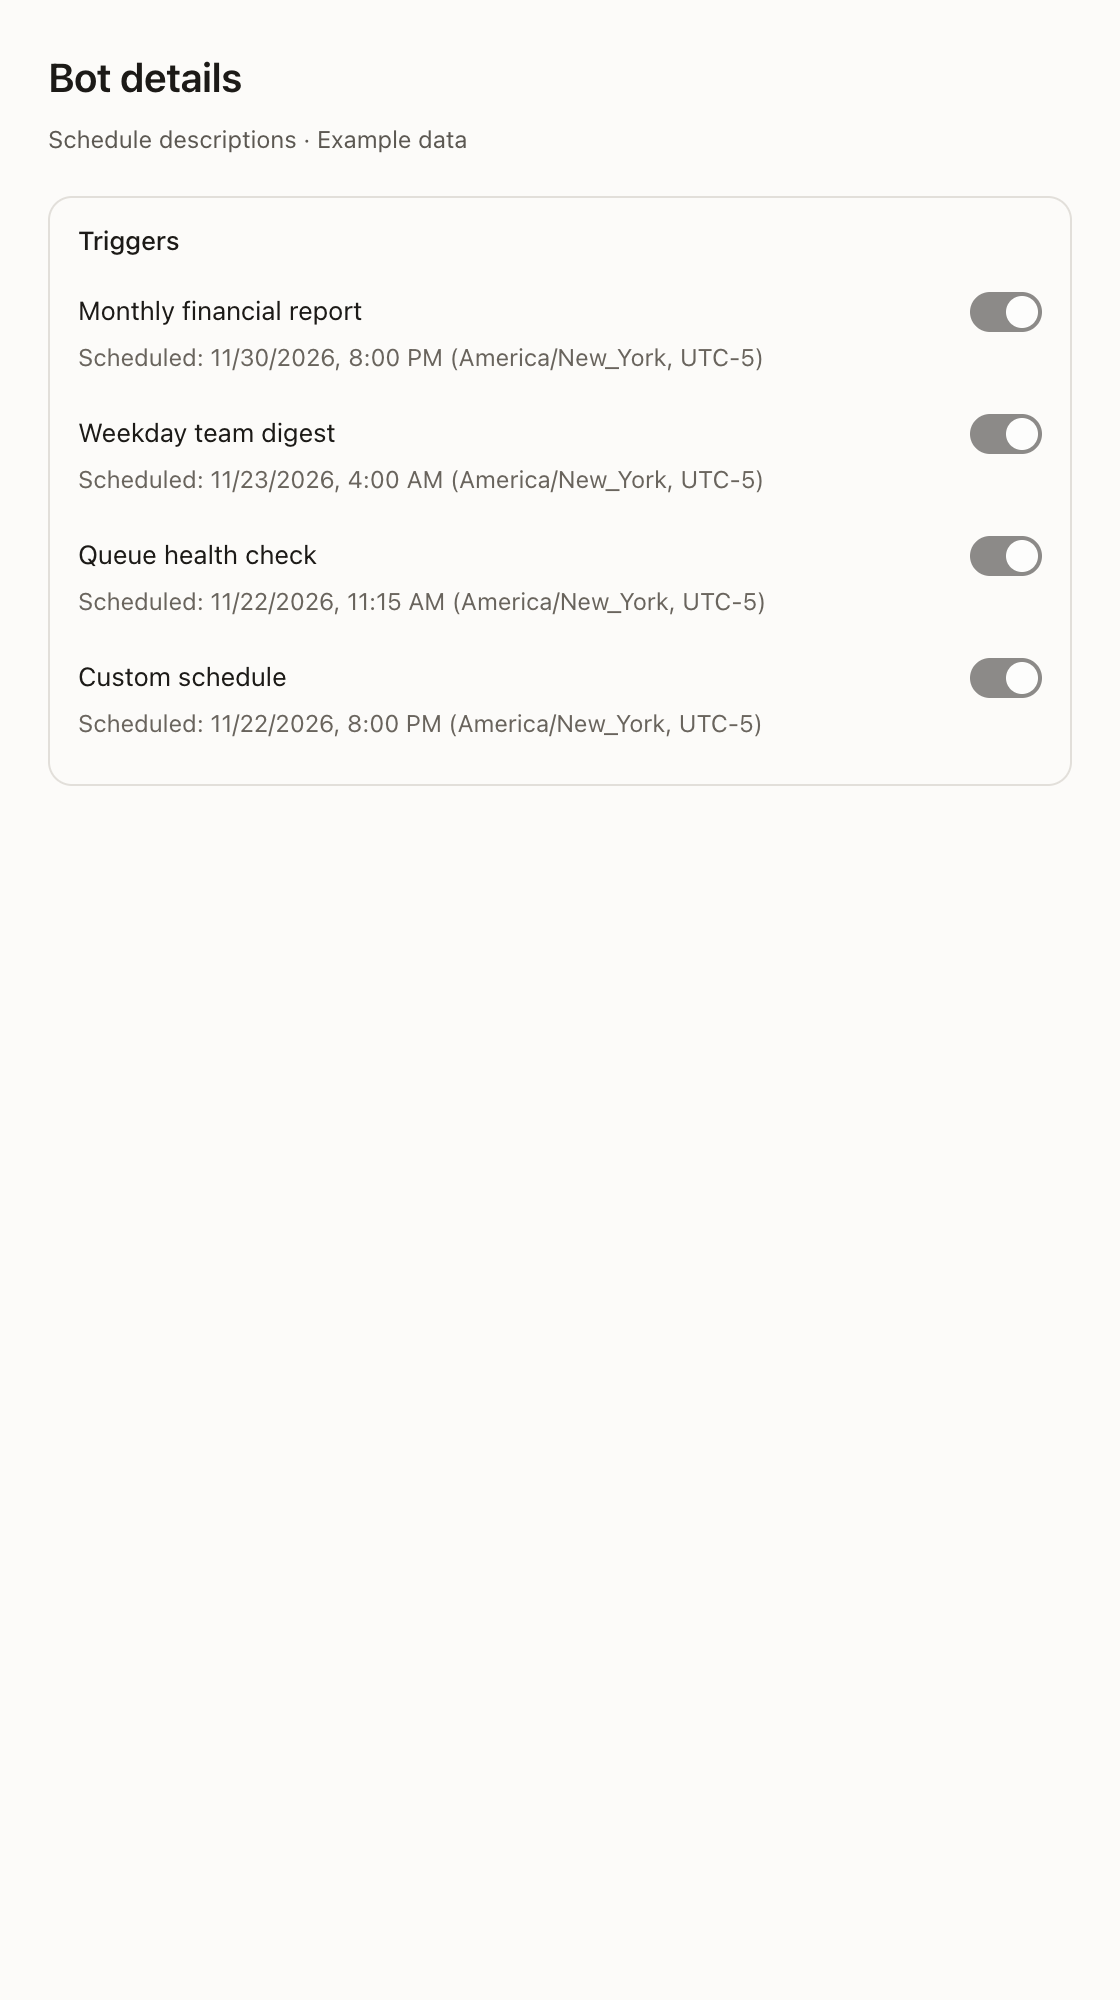 Bot details
Schedule descriptions · Example data
Triggers
Monthly financial report
Scheduled: 11/30/2026, 8:00 PM (America/New_York, UTC-5)
Weekday team digest
Scheduled: 11/23/2026, 4:00 AM (America/New_York, UTC-5)
Queue health check
Scheduled: 11/22/2026, 11:15 AM (America/New_York, UTC-5)
Custom schedule
Scheduled: 11/22/2026, 8:00 PM (America/New_York, UTC-5)